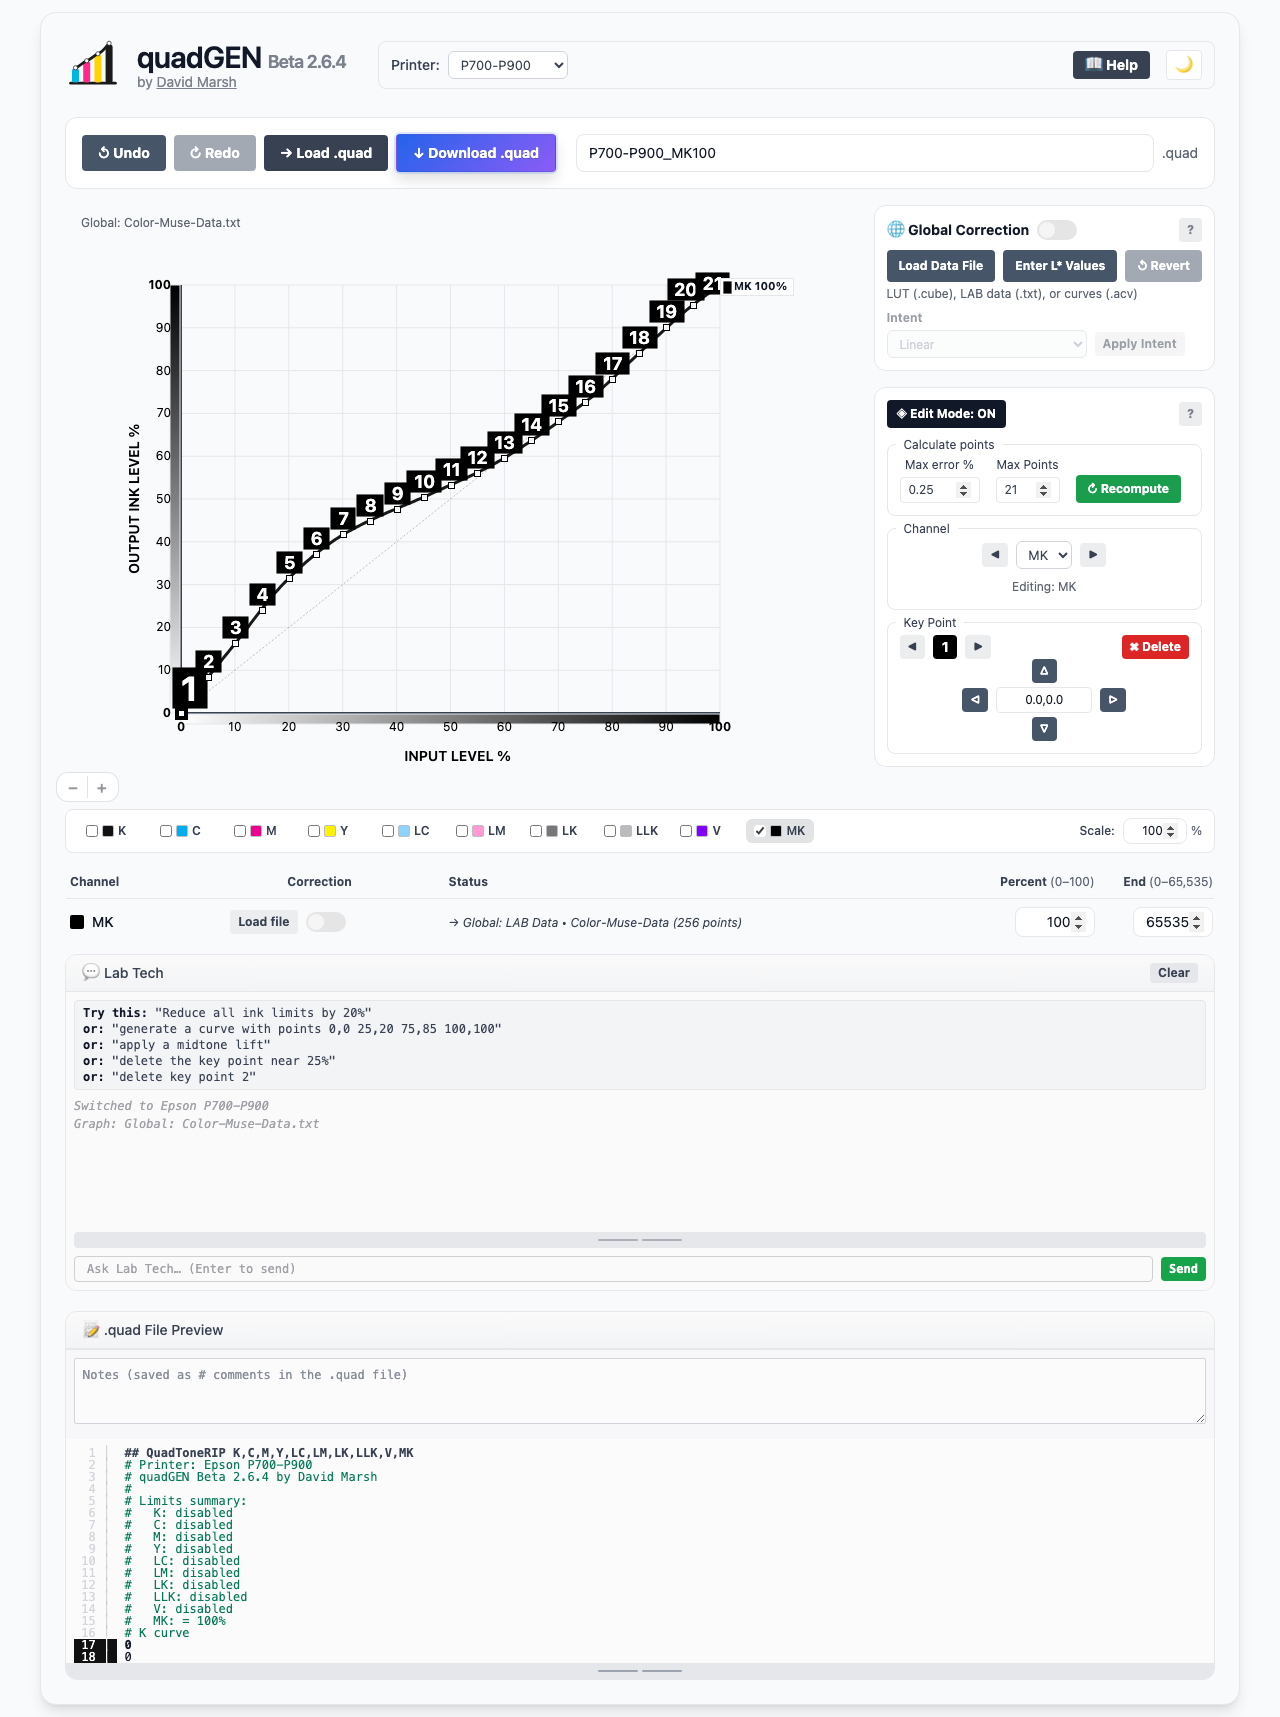 quadGEN Beta 2.6.4
by David Marsh
Printer: P700-P900
Help
Undo
Redo
Load .quad
Download .quad
P700-P900_MK100
.quad
Global: Color-Muse-Data.txt
MK 100%
100
90
80
70
60
50
40
30
20
10
0
OUTPUT INK LEVEL %
1
2
3
4
5
6
7
8
9
10
11
12
13
14
15
16
17
18
19
20
21
0 10 20 30 40 50 60 70 80 90 100
INPUT LEVEL %
Global Correction
?
Load Data File
Enter L* Values
Revert
LUT (.cube), LAB data (.txt), or curves (.acv)
Intent
Linear
Apply Intent
Edit Mode: ON
?
Calculate points
Max error %
Max Points
0.25
21
Recompute
Channel
MK
Editing: MK
Key Point
1
Delete
0.0,0.0
K C M Y LC LM LK LLK V MK
Scale: 100 %
Channel Correction Status Percent (0–100) End (0–65,535)
MK Load file → Global: LAB Data • Color-Muse-Data (256 points) 100 65535
Lab Tech
Clear
Try this: "Reduce all ink limits by 20%"
or: "generate a curve with points 0,0 25,20 75,85 100,100"
or: "apply a midtone lift"
or: "delete the key point near 25%"
or: "delete key point 2"
Switched to Epson P700-P900
Graph: Global: Color-Muse-Data.txt
Ask Lab Tech… (Enter to send)
Send
.quad File Preview
Notes (saved as # comments in the .quad file)
1 ## QuadToneRIP K,C,M,Y,LC,LM,LK,LLK,V,MK
2 # Printer: Epson P700-P900
3 # quadGEN Beta 2.6.4 by David Marsh
4 #
5 # Limits summary:
6 #   K: disabled
7 #   C: disabled
8 #   M: disabled
9 #   Y: disabled
10 #   LC: disabled
11 #   LM: disabled
12 #   LK: disabled
13 #   LLK: disabled
14 #   V: disabled
15 #   MK: = 100%
16 # K curve
17 0
18 0